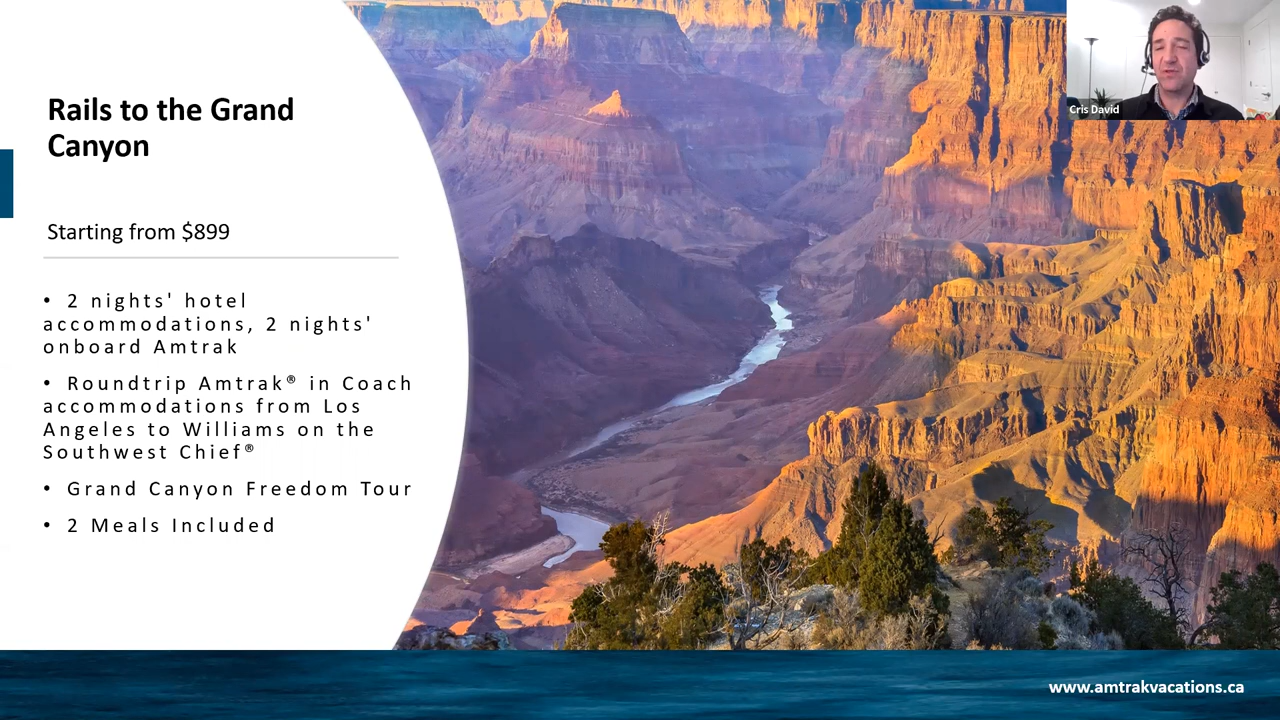 Rails to the Grand
Canyon
Starting from $899
• 2 nights' hotel
accommodations, 2 nights'
onboard Amtrak
• Roundtrip Amtrak® in Coach
accommodations from Los
Angeles to Williams on the
Southwest Chief®
• Grand Canyon Freedom Tour
• 2 Meals Included
Cris David
www.amtrakvacations.ca